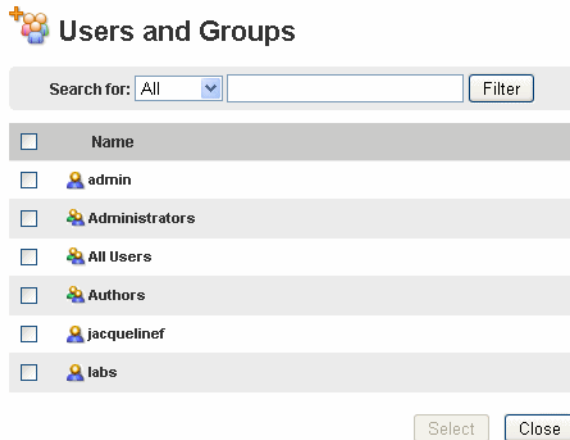 Users and Groups
Search for: All Filter
Name
admin
Administrators
All Users
Authors
jacquelinef
labs
Select Close